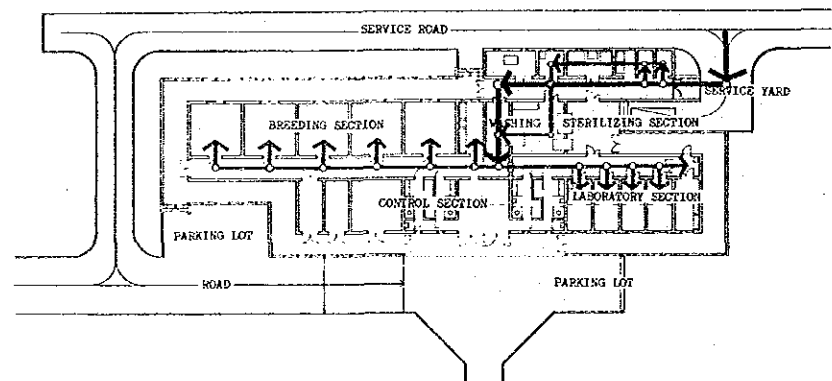 SERVICE ROAD
SERVICE YARD
BREEDING SECTION
WASHING
STERILIZING SECTION
CONTROL SECTION
LABORATORY SECTION
PARKING LOT
ROAD
PARKING LOT